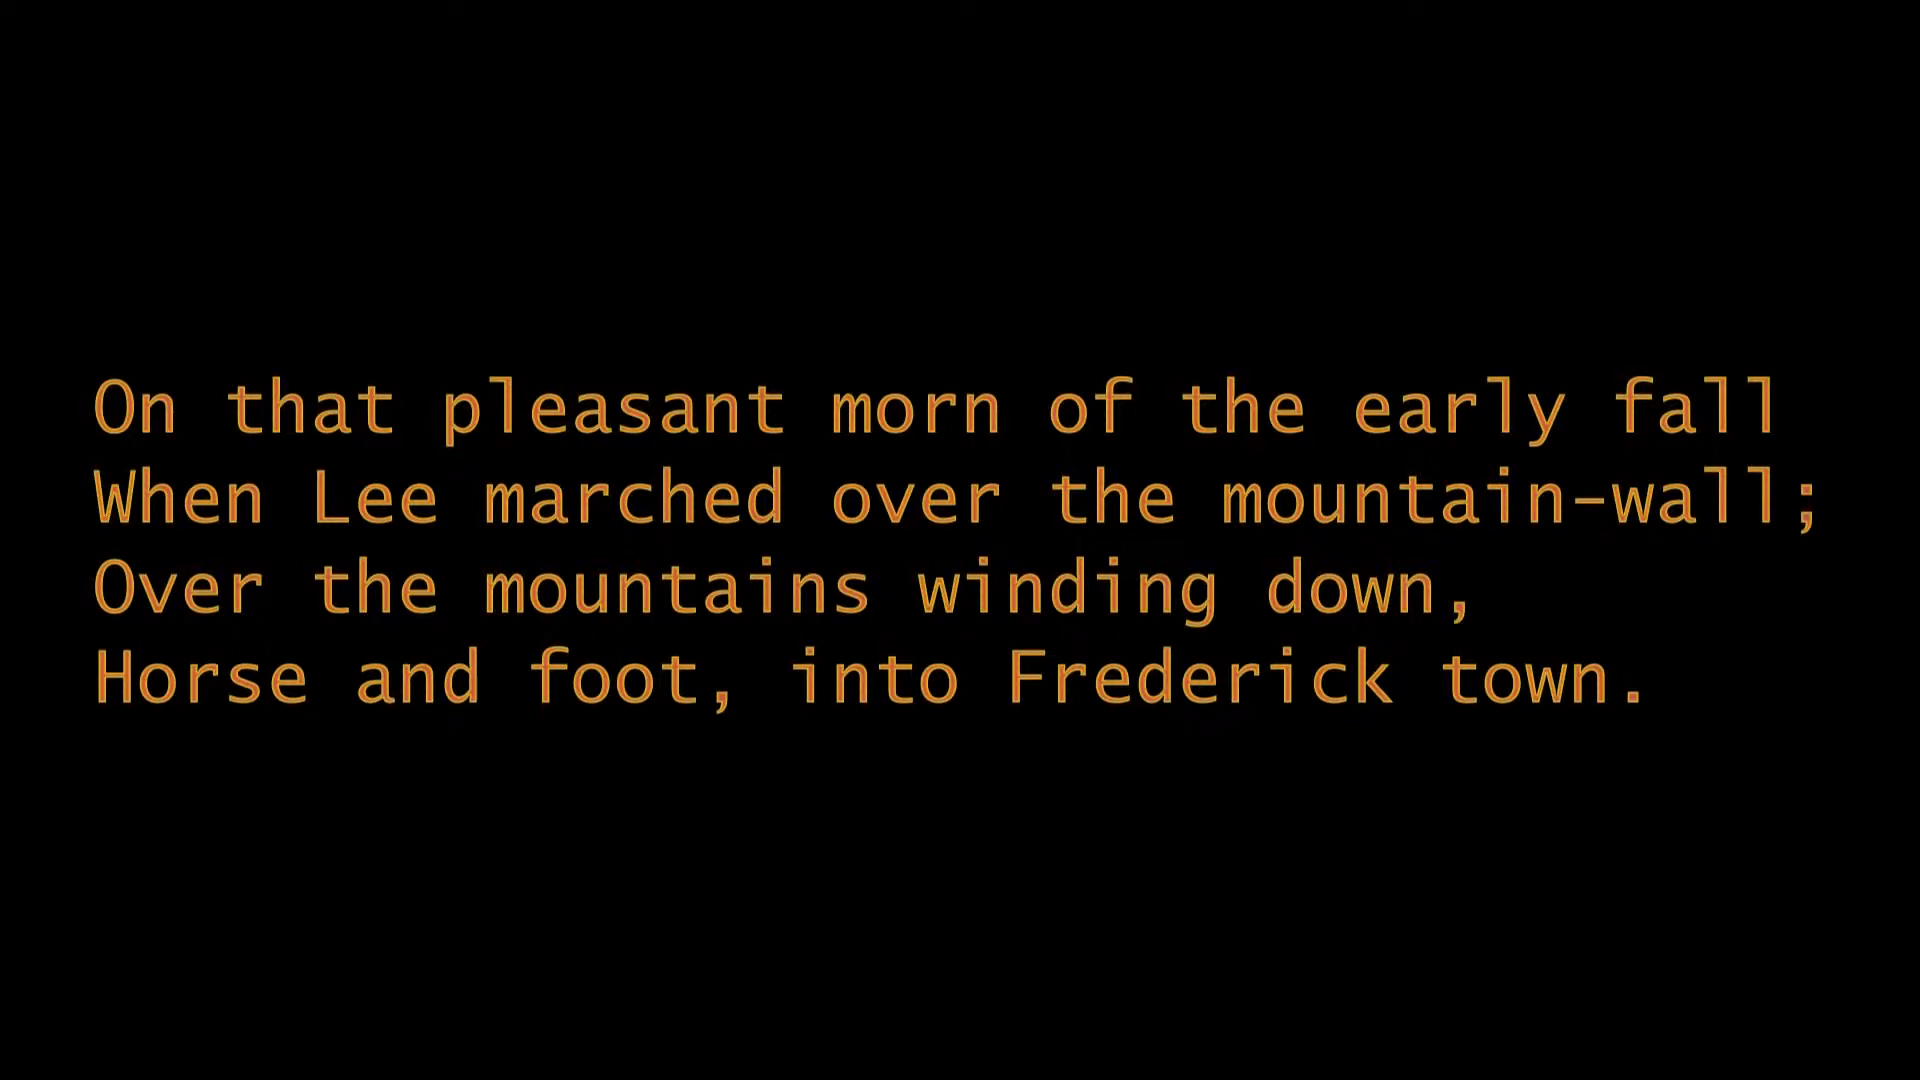 On that pleasant morn of the early fall
When Lee marched over the mountain-wall;
Over the mountains winding down,
Horse and foot, into Frederick town.